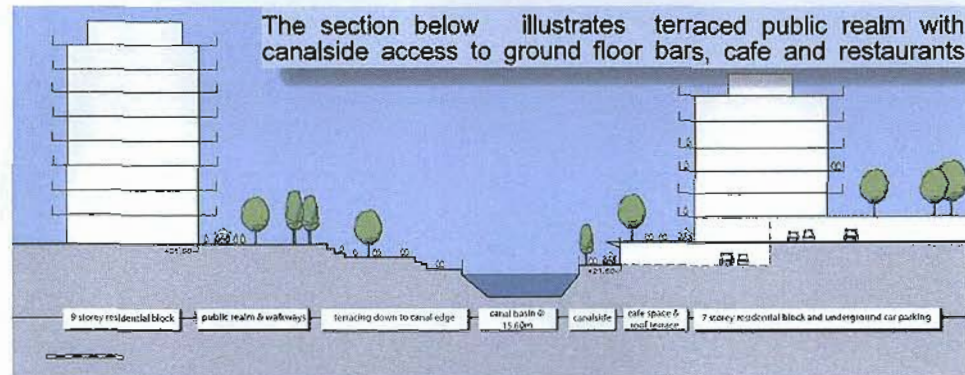 The section below illustrates terraced public realm with
canalside access to ground floor bars, cafe and restaurants
+21.60
+21.60
9 storey residential block
public realm & walkways
terracing down to canal edge
canal basin @
15.60m
canalside
cafe space &
roof terrace
7 storey residential block and underground car parking